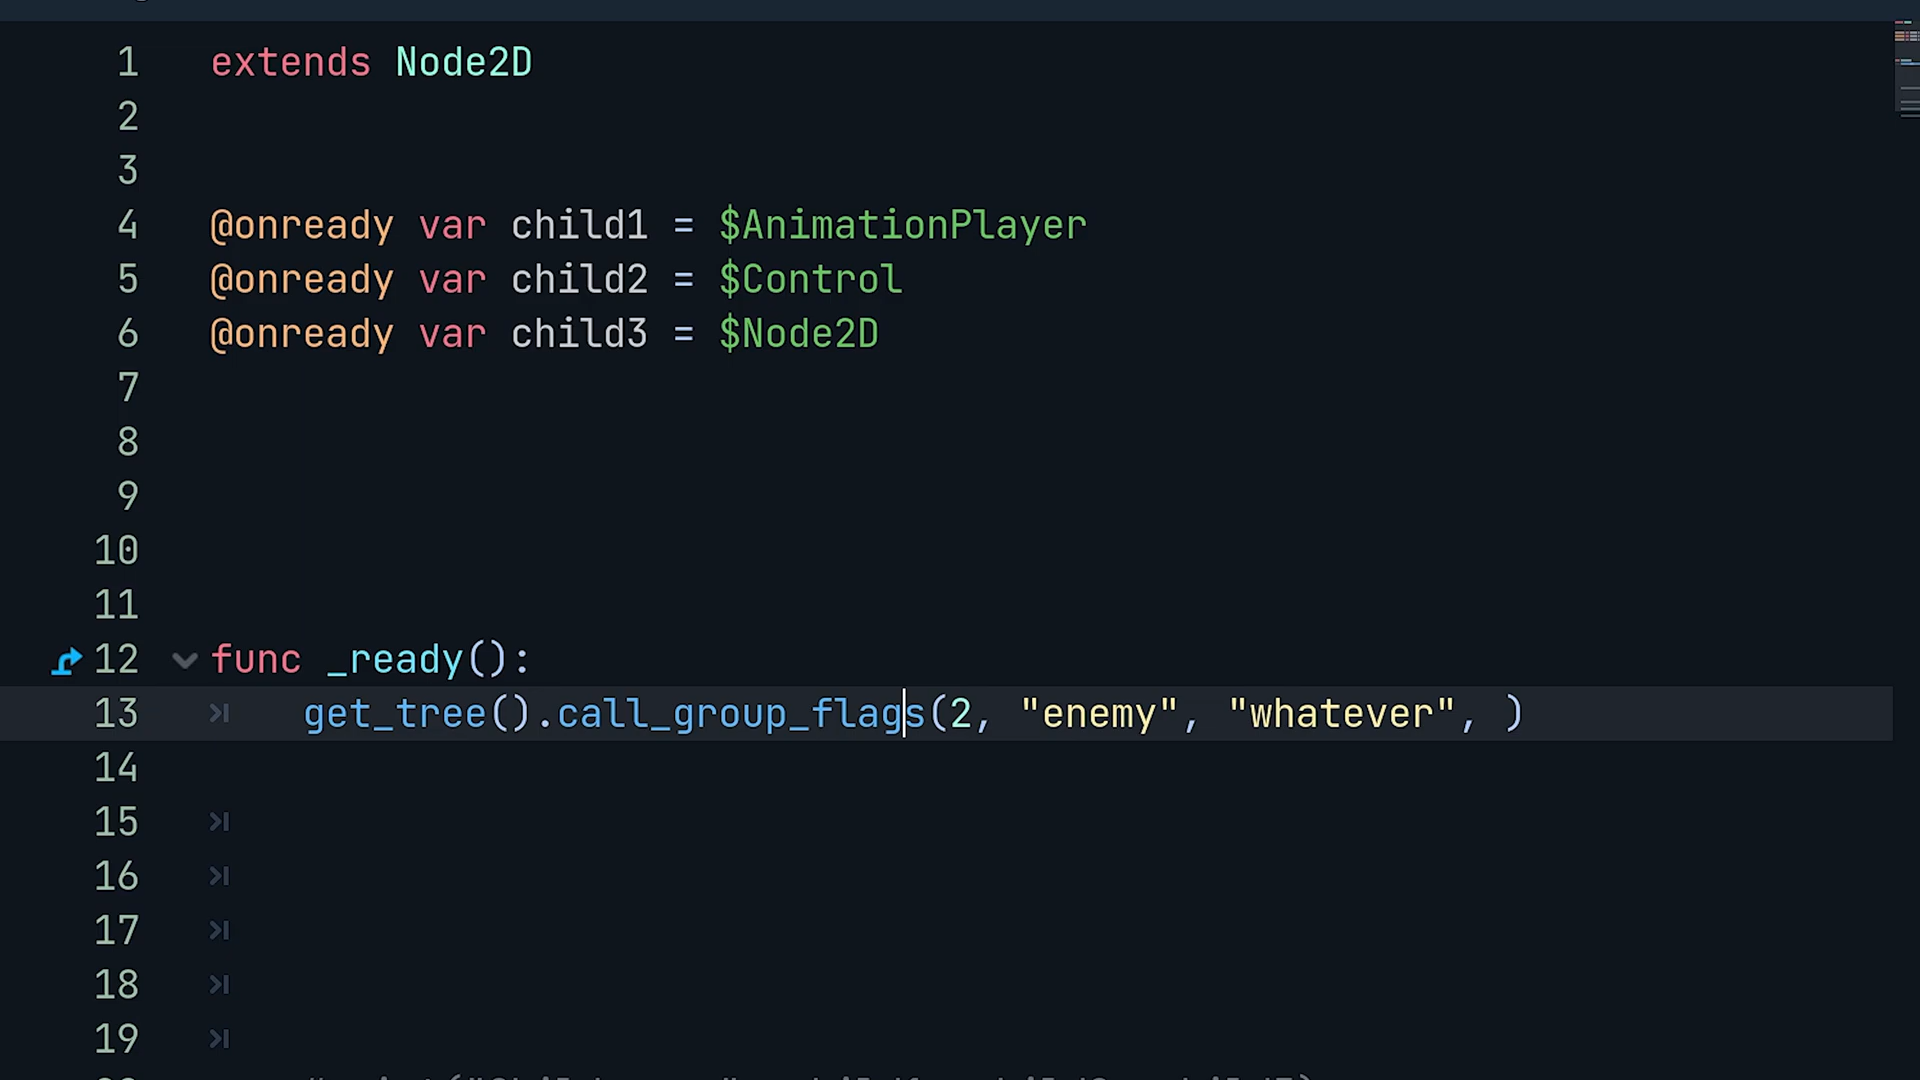 1 extends Node2D
2
3
4 @onready var child1 = $AnimationPlayer
5 @onready var child2 = $Control
6 @onready var child3 = $Node2D
7
8
9
10
11
12 func _ready():
13 get_tree().call_group_flags(2, "enemy", "whatever", )
14
15
16
17
18
19